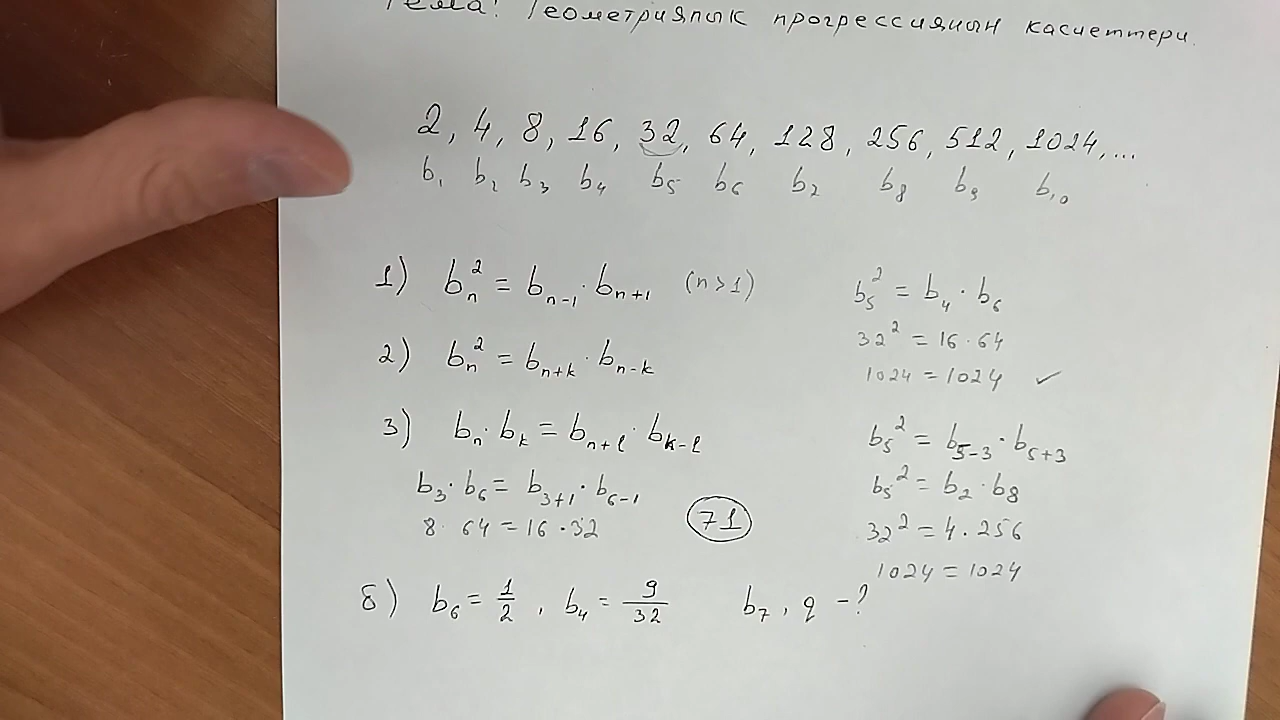 Тема: Геометриялык прогрессиянын касиеттери.
2, 4, 8, 16, 32, 64, 128, 256, 512, 1024, ...
b₁ b₂ b₃ b₄ b₅ b₆ b₇ b₈ b₉ b₁₀
1) bₙ² = bₙ₋₁ · bₙ₊₁ (n>1)
2) bₙ² = bₙ₊ₖ · bₙ₋ₖ
3) bₙ · bₖ = bₙ₊ₗ · bₖ₋ₗ
b₃ · b₆ = b₃₊₁ · b₆₋₁
8 · 64 = 16 · 32
71
b₅² = b₄ · b₆
32² = 16 · 64
1024 = 1024 ✓
b₅² = b₅₋₃ · b₅₊₃
b₅² = b₂ · b₈
32² = 4 · 256
1024 = 1024
б) b₆ = 1/2, b₄ = 9/32 b₇, q - ?